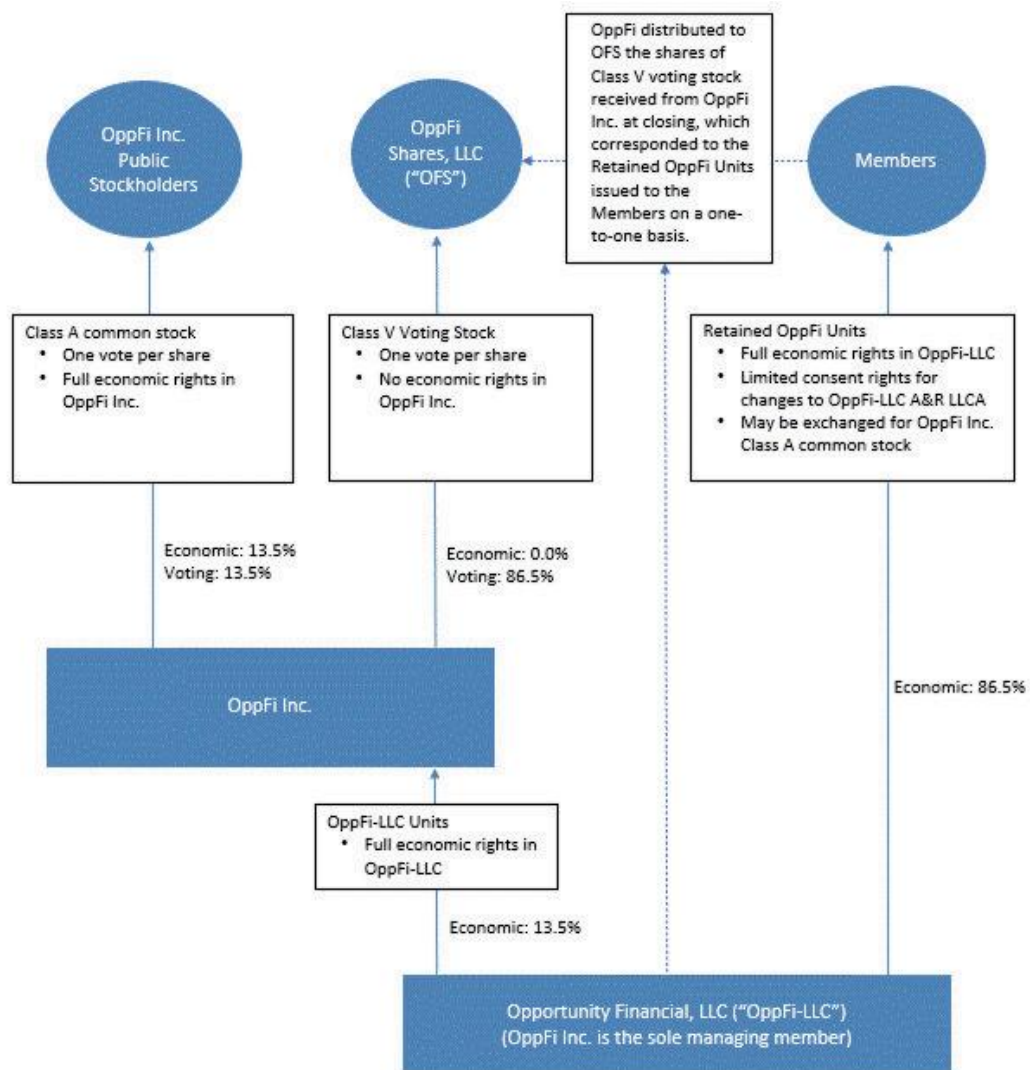 OppFi distributed to
OFS the shares of
Class V voting stock
received from OppFi
Inc. at closing, which
corresponded to the
Retained OppFi Units
issued to the
Members on a one-
to-one basis.
OppFi Inc.
Public
Stockholders
OppFi
Shares, LLC
(“OFS”)
Members
Class A common stock
• One vote per share
• Full economic rights in
OppFi Inc.
Class V Voting Stock
• One vote per share
• No economic rights in
OppFi Inc.
Retained OppFi Units
• Full economic rights in OppFi-LLC
• Limited consent rights for
changes to OppFi-LLC A&R LLCA
• May be exchanged for OppFi Inc.
Class A common stock
Economic: 13.5%
Voting: 13.5%
Economic: 0.0%
Voting: 86.5%
Economic: 86.5%
OppFi Inc.
OppFi-LLC Units
• Full economic rights in
OppFi-LLC
Economic: 13.5%
Opportunity Financial, LLC (“OppFi-LLC”)
(OppFi Inc. is the sole managing member)